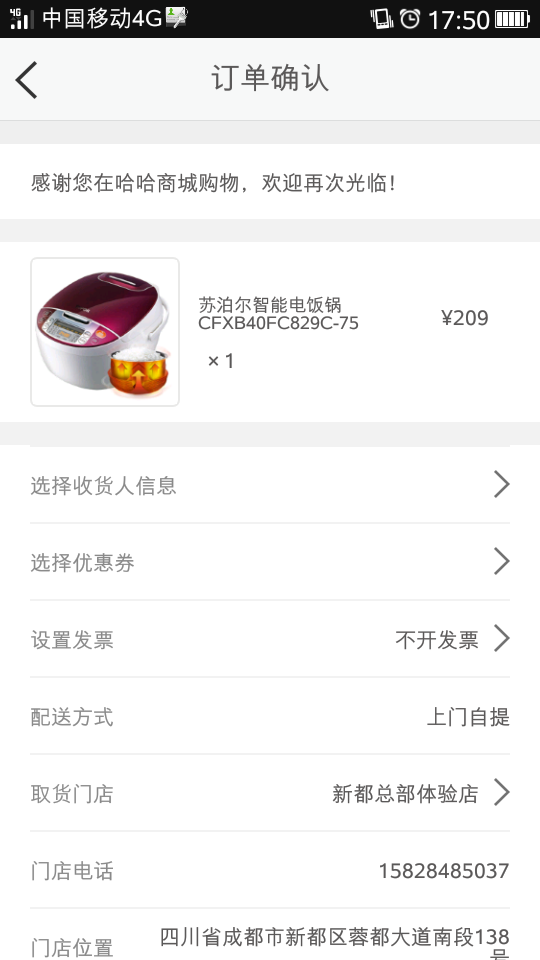 4G 中国移动4G 17:50
订单确认
感谢您在哈哈商城购物，欢迎再次光临！
苏泊尔智能电饭锅
CFXB40FC829C-75
¥209
×1
选择收货人信息
选择优惠券
设置发票 不开发票
配送方式 上门自提
取货门店 新都总部体验店
门店电话 15828485037
门店位置 四川省成都市新都区蓉都大道南段138
号